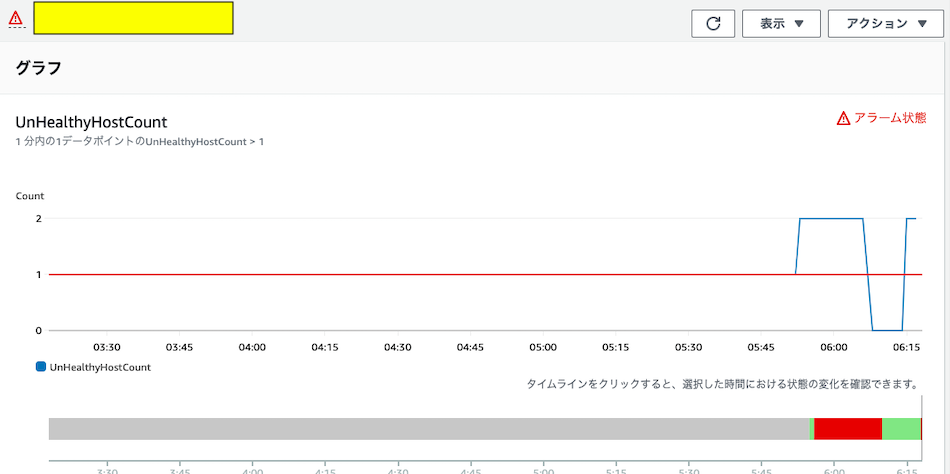 表示 ▼ アクション ▼
グラフ
UnHealthyHostCount
アラーム状態
1 分内の1データポイントのUnHealthyHostCount > 1
Count
2
1
0
03:30 03:45 04:00 04:15 04:30 04:45 05:00 05:15 05:30 05:45 06:00 06:15
UnHealthyHostCount
タイムラインをクリックすると、選択した時間における状態の変化を確認できます。
3:30 3:45 4:00 4:15 4:30 4:45 5:00 5:15 5:30 5:45 6:00 6:15